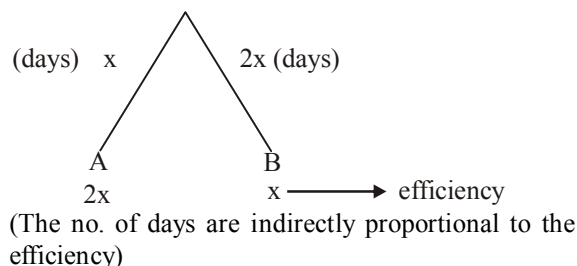 (days) x 2x (days)
A B
2x x efficiency
(The no. of days are indirectly proportional to the
efficiency)